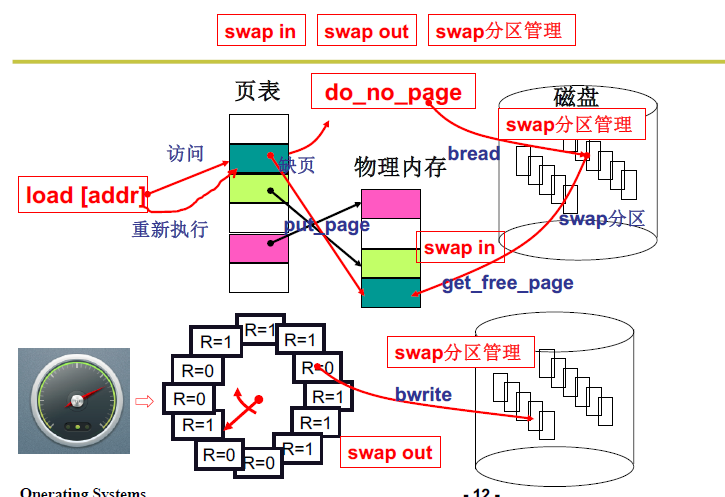 swap in
swap out
swap分区管理
页表
do_no_page
磁盘
swap分区管理
访问
缺页
bread
物理内存
load [addr]
重新执行
put_page
swap分区
swap in
get_free_page
R=1
R=1
R=1
R=0
R=0
R=0
R=1
R=1
R=1
R=0
R=0
R=1
swap分区管理
bwrite
swap out
Operating Systems
- 12 -